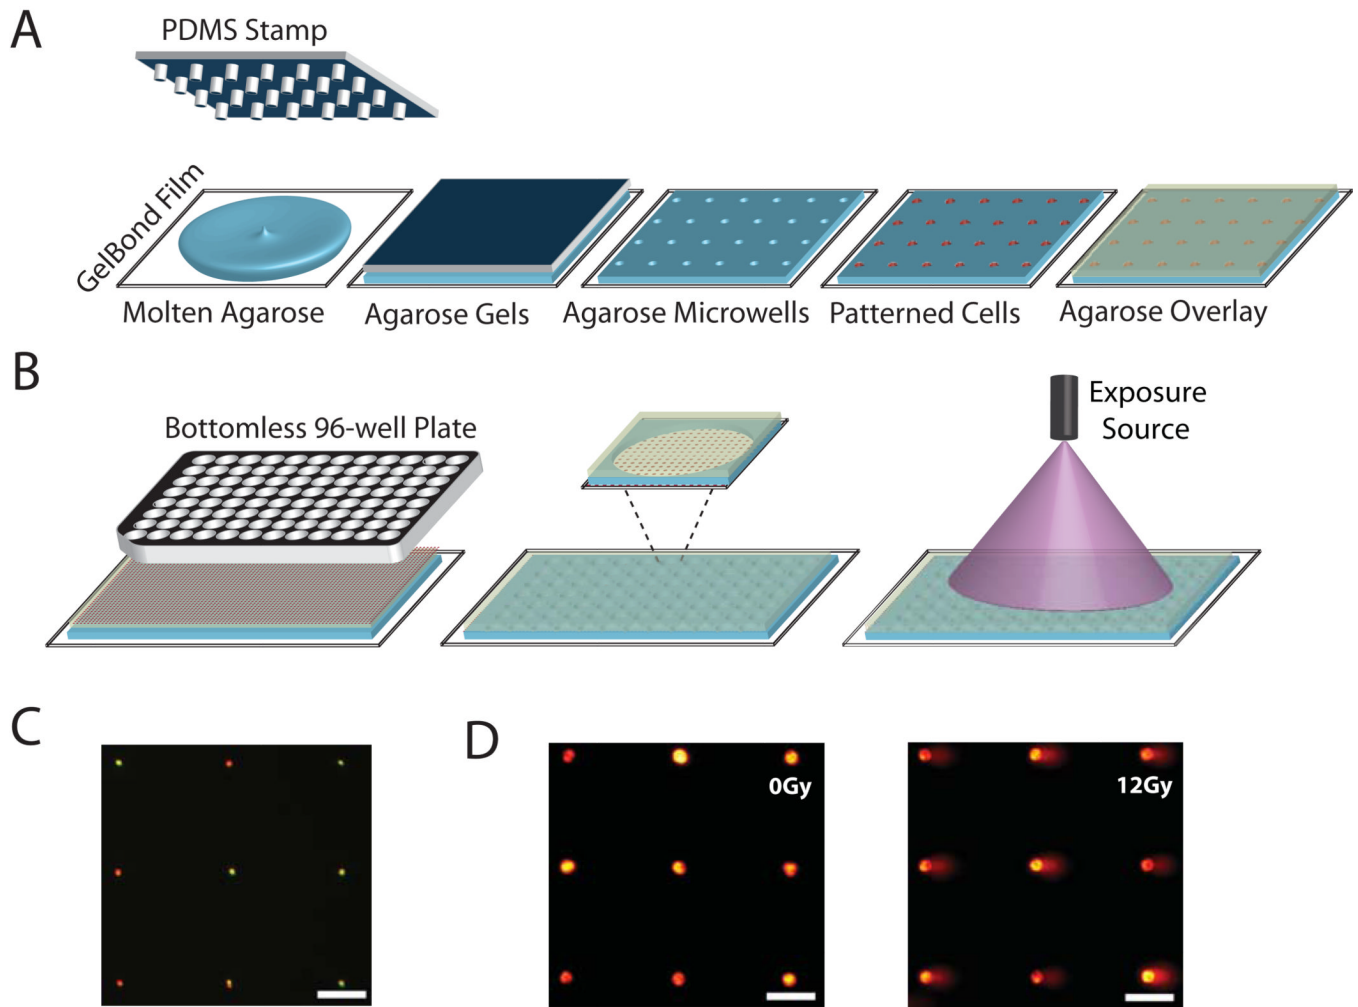 A
PDMS Stamp
GelBond Film
Molten Agarose
Agarose Gels
Agarose Microwells
Patterned Cells
Agarose Overlay
B
Bottomless 96-well Plate
Exposure
Source
C
D
0Gy
12Gy